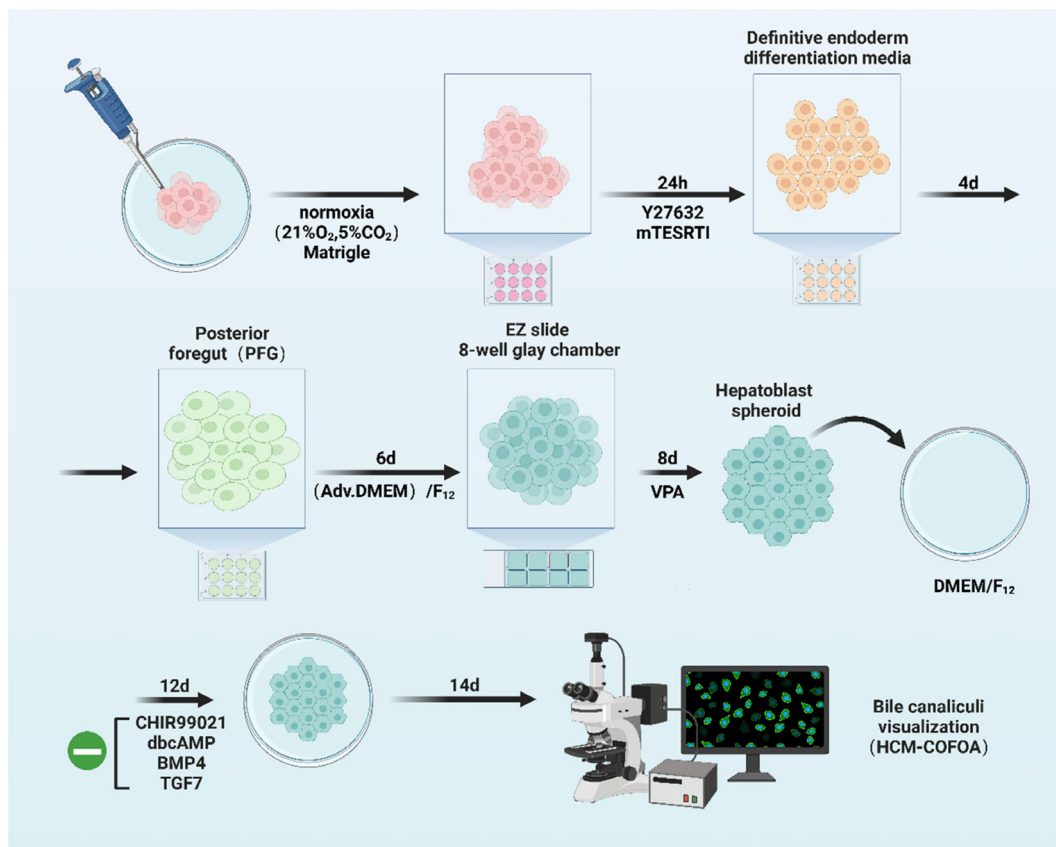 Definitive endoderm
differentiation media
normoxia
(21%O₂,5%CO₂)
Matrigle
24h
Y27632
mTESRTI
4d
Posterior
foregut（PFG）
6d
(Adv.DMEM）/F₁₂
EZ slide
8-well glay chamber
8d
VPA
Hepatoblast
spheroid
DMEM/F₁₂
12d
CHIR99021
dbcAMP
BMP4
TGF7
14d
Bile canaliculi
visualization
（HCM-COFOA）